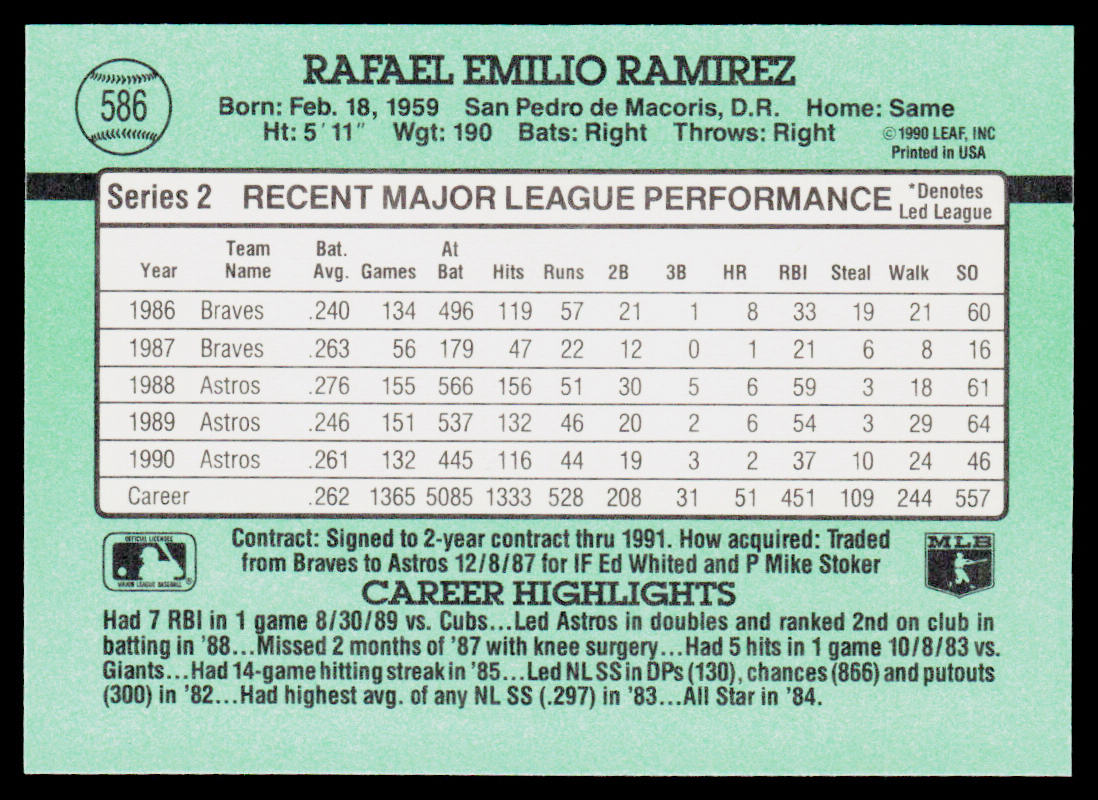 586
RAFAEL EMILIO RAMIREZ
Born: Feb. 18, 1959 San Pedro de Macoris, D.R. Home: Same
Ht: 5' 11" Wgt: 190 Bats: Right Throws: Right
©1990 LEAF, INC
Printed in USA
Series 2 RECENT MAJOR LEAGUE PERFORMANCE *Denotes Led League
Year Team Name Bat. Avg. Games At Bat Hits Runs 2B 3B HR RBI Steal Walk SO
1986 Braves .240 134 496 119 57 21 1 8 33 19 21 60
1987 Braves .263 56 179 47 22 12 0 1 21 6 8 16
1988 Astros .276 155 566 156 51 30 5 6 59 3 18 61
1989 Astros .246 151 537 132 46 20 2 6 54 3 29 64
1990 Astros .261 132 445 116 44 19 3 2 37 10 24 46
Career .262 1365 5085 1333 528 208 31 51 451 109 244 557
OFFICIAL LICENSEE
MAJOR LEAGUE BASEBALL ®
Contract: Signed to 2-year contract thru 1991. How acquired: Traded
from Braves to Astros 12/8/87 for IF Ed Whited and P Mike Stoker
MLB
CAREER HIGHLIGHTS
Had 7 RBI in 1 game 8/30/89 vs. Cubs...Led Astros in doubles and ranked 2nd on club in
batting in '88...Missed 2 months of '87 with knee surgery...Had 5 hits in 1 game 10/8/83 vs.
Giants...Had 14-game hitting streak in '85...Led NL SS in DPs (130), chances (866) and putouts
(300) in '82...Had highest avg. of any NL SS (.297) in '83...All Star in '84.